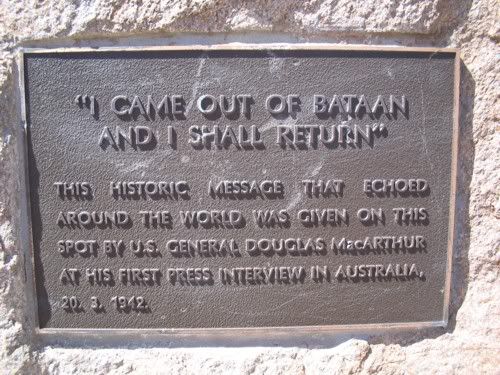 "I CAME OUT OF BATAAN
AND I SHALL RETURN"
THIS HISTORIC MESSAGE THAT ECHOED
AROUND THE WORLD WAS GIVEN ON THIS
SPOT BY U.S. GENERAL DOUGLAS MacARTHUR
AT HIS FIRST PRESS INTERVIEW IN AUSTRALIA,
20. 3. 1942.